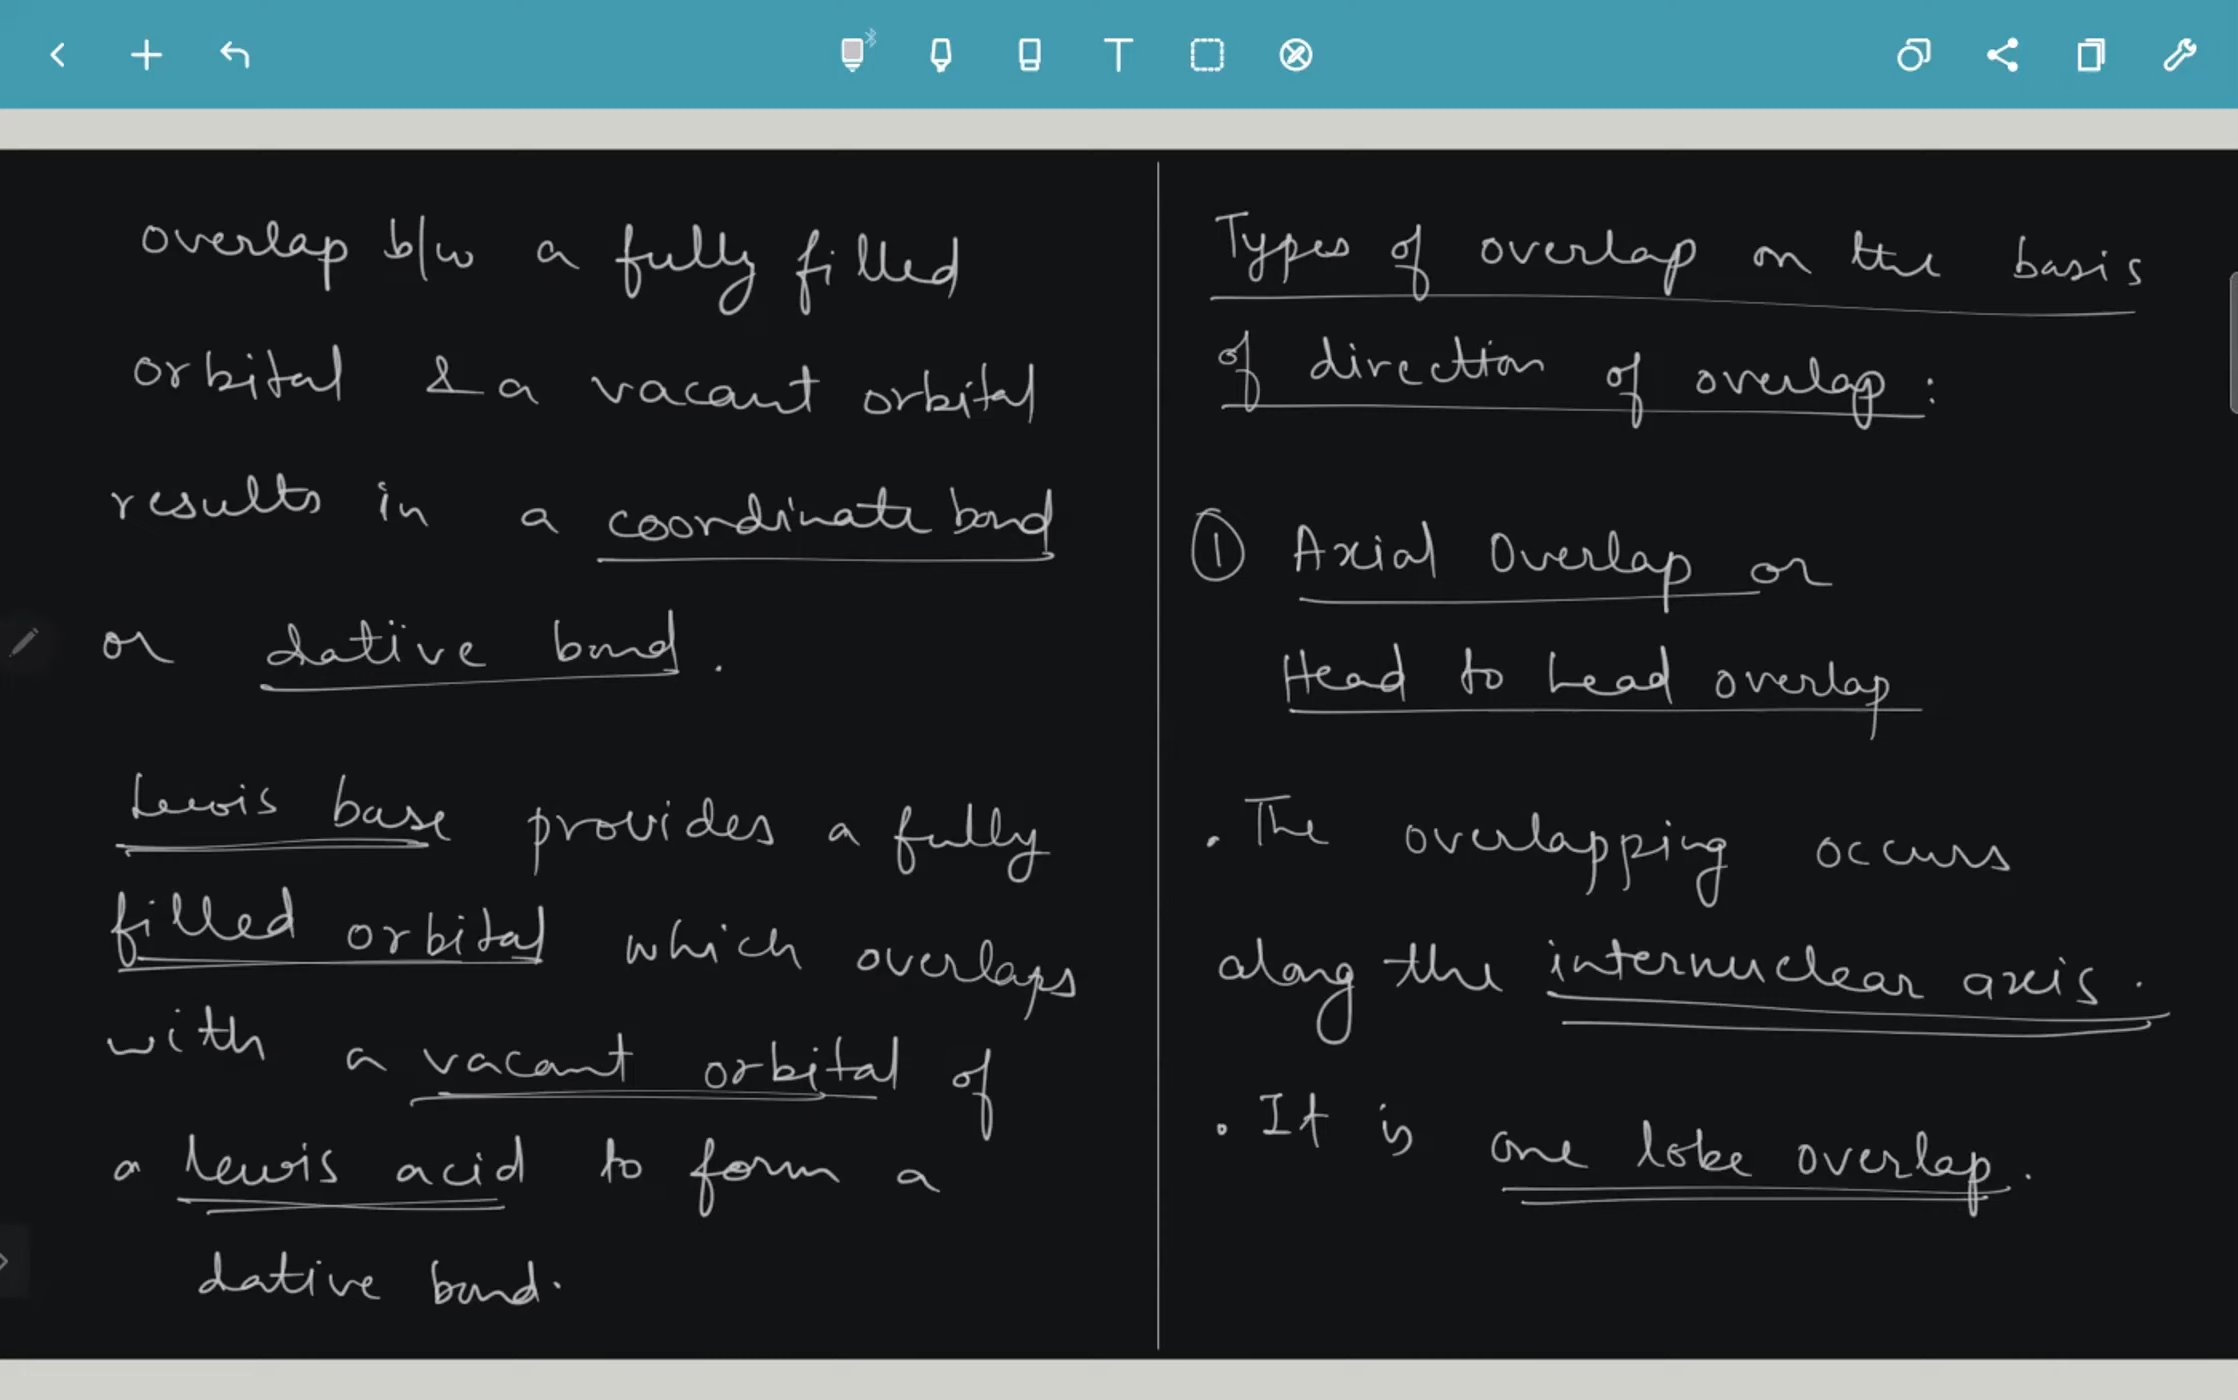 overlap b/w a fully filled
orbital & a vacant orbital
results in a coordinate bond
or dative bond.
Lewis base provides a fully
filled orbital which overlaps
with a vacant orbital of
a lewis acid to form a
dative bond.
Types of overlap on the basis
of direction of overlap:
① Axial Overlap or
Head to head overlap
. The overlapping occurs
along the internuclear axis.
. It is one lobe overlap.